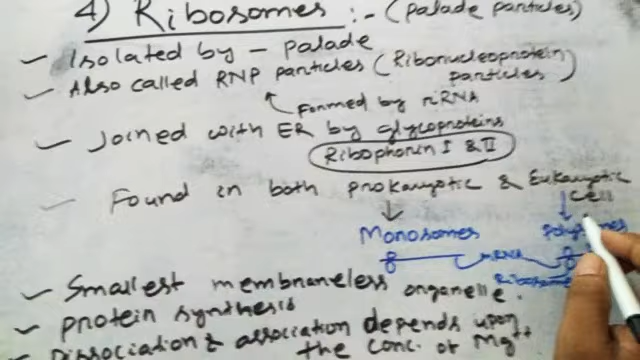 4) Ribosomes :- (Palade particles)
- Isolated by - palade
- Also called RNP particles (Ribonucleoprotein particles)
Formed by rRNA
- Joined with ER by glycoproteins
Ribophorin I & II
- Found in both prokaryotic & Eukaryotic cell
Monosomes
mRNA
Ribosome
- Smallest membraneless organelle.
- protein synthesis
- Dissociation & association depends upon the conc. of Mg++